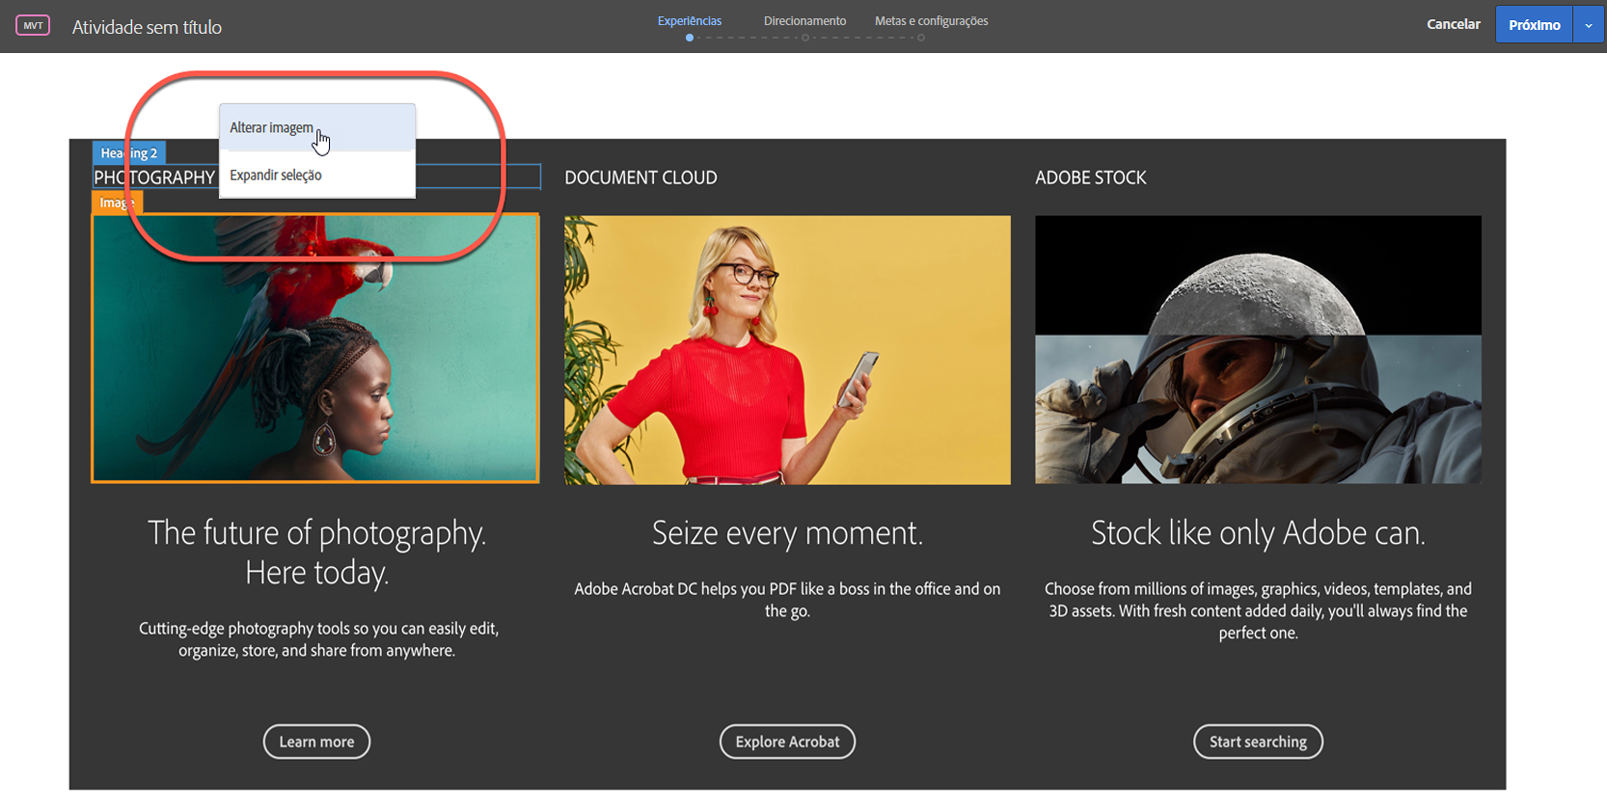 MVT
Atividade sem título
Experiências
Direcionamento
Metas e configurações
Cancelar
Próximo
Alterar imagem
Expandir seleção
Heading 2
PHOTOGRAPHY
Image
The future of photography.
Here today.
Cutting-edge photography tools so you can easily edit,
organize, store, and share from anywhere.
Learn more
DOCUMENT CLOUD
Seize every moment.
Adobe Acrobat DC helps you PDF like a boss in the office and on
the go.
Explore Acrobat
ADOBE STOCK
Stock like only Adobe can.
Choose from millions of images, graphics, videos, templates, and
3D assets. With fresh content added daily, you'll always find the
perfect one.
Start searching